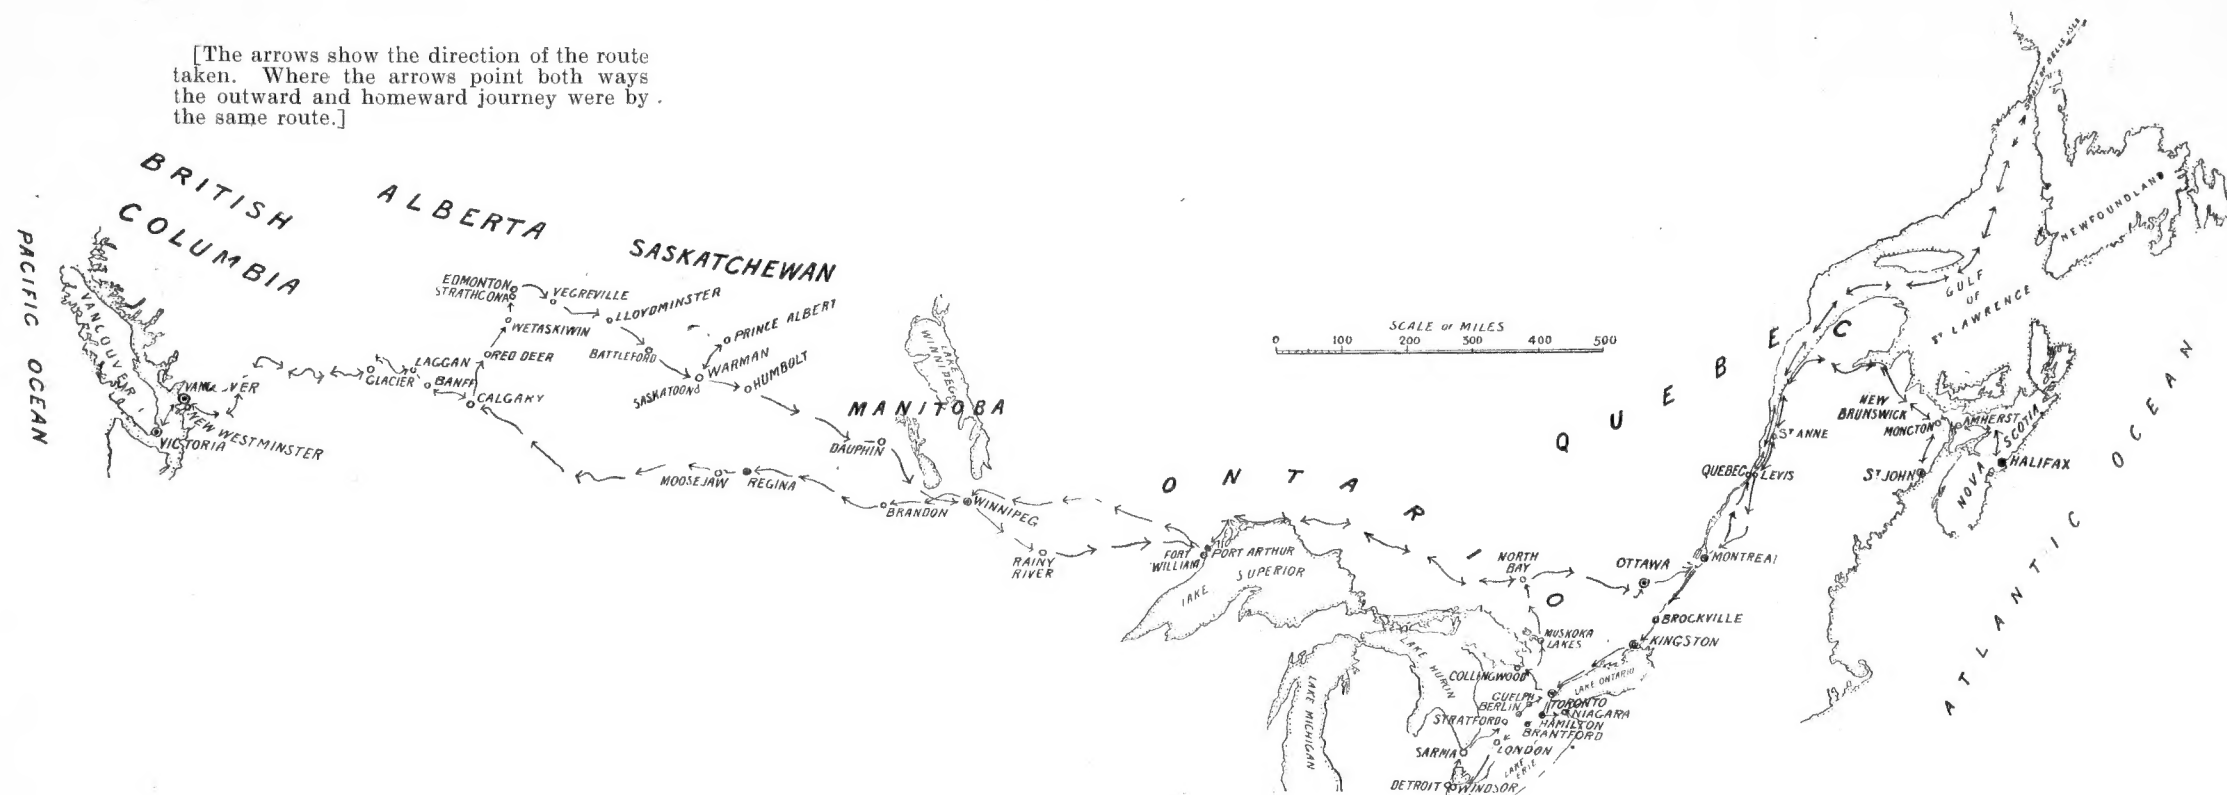 [The arrows show the direction of the route
taken. Where the arrows point both ways
the outward and homeward journey were by
the same route.]
BRITISH
COLUMBIA
ALBERTA
SASKATCHEWAN
MANITOBA
ONTARIO
QUEBEC
PACIFIC OCEAN
ATLANTIC OCEAN
SCALE OF MILES
0 100 200 300 400 500
VANCOUVER
VICTORIA
NEW WESTMINSTER
GLACIER
LAGGAN
BANFF
CALGARY
RED DEER
WETASKIWIN
EDMONTON
STRATHCONA
VEGREVILLE
LLOYDMINSTER
BATTLEFORD
PRINCE ALBERT
WARMAN
SASKATOON
HUMBOLT
DAUPHIN
MOOSEJAW
REGINA
BRANDON
WINNIPEG
LAKE
WINNIPEG
RAINY
RIVER
FORT
WILLIAM
PORT ARTHUR
LAKE SUPERIOR
LAKE MICHIGAN
LAKE HURON
NORTH
BAY
OTTAWA
MUSKOKA
LAKES
COLLINGWOOD
GUELPH
BERLIN
STRATFORD
TORONTO
NIAGARA
HAMILTON
BRANTFORD
LONDON
SARNIA
DETROIT
WINDSOR
LAKE
ERIE
LAKE ONTARIO
KINGSTON
BROCKVILLE
MONTREAL
QUEBEC
LEVIS
ST ANNE
NEW
BRUNSWICK
MONCTON
AMHERST
ST JOHN
NOVA SCOTIA
HALIFAX
GULF
OF
ST LAWRENCE
NEWFOUNDLAND
OF BELLE ISLE